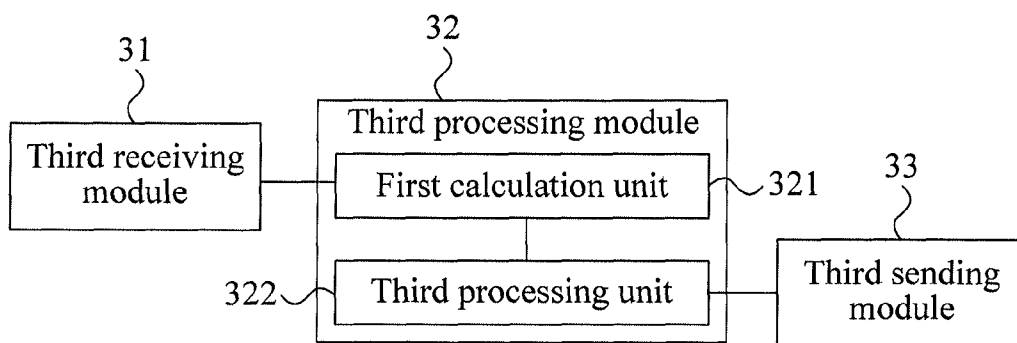 31
Third receiving
module
32
Third processing module
First calculation unit
321
322
Third processing unit
33
Third sending
module